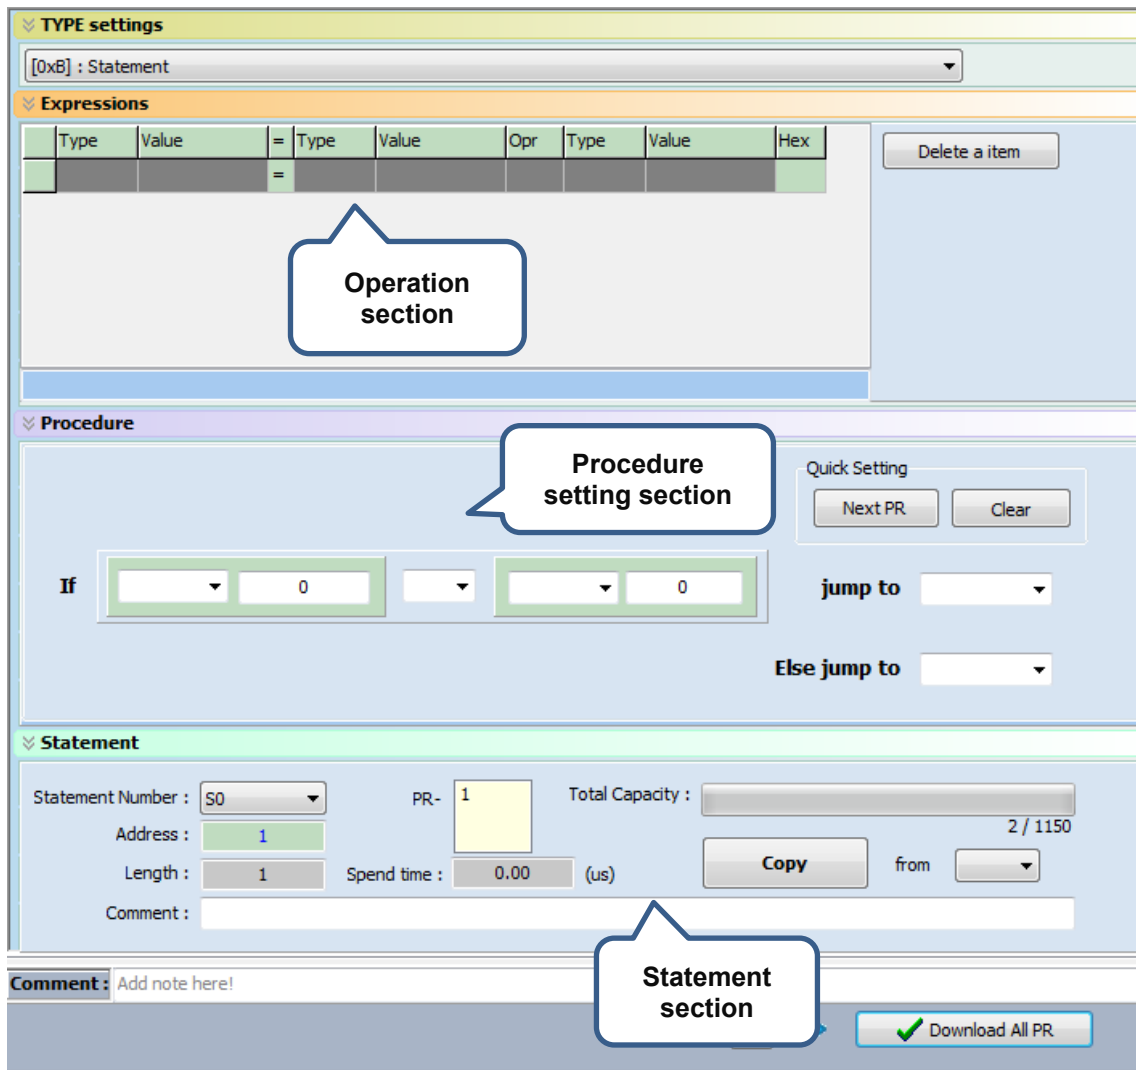 TYPE settings
[0xB] : Statement
Expressions
Type Value = Type Value Opr Type Value Hex
=
Delete a item
Operation
section
Procedure
Procedure
setting section
Quick Setting
Next PR Clear
If 0 0 jump to
Else jump to
Statement
Statement Number : S0 PR- 1 Total Capacity :
2 / 1150
Address : 1
Length : 1 Spend time : 0.00 (us) Copy from
Comment :
Statement
section
Comment : Add note here!
Download All PR